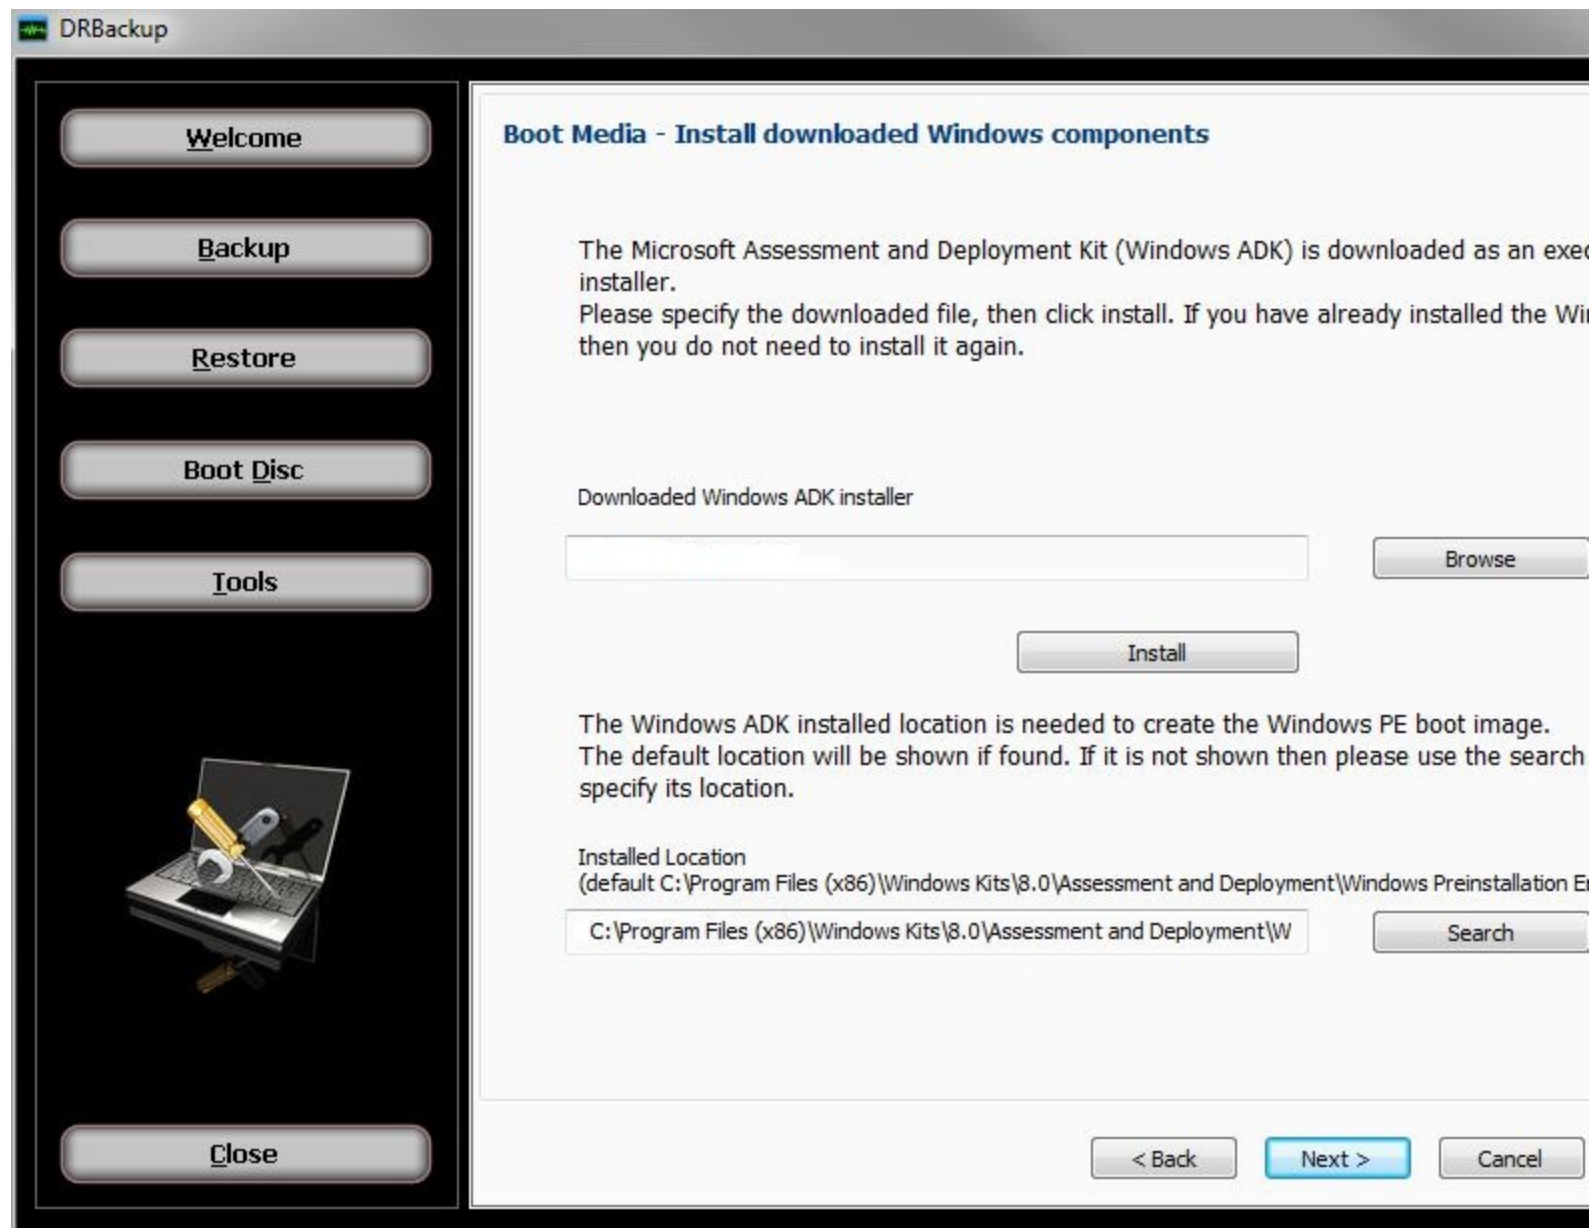 DRBackup
Welcome
Backup
Restore
Boot Disc
Tools
Close
Boot Media - Install downloaded Windows components
The Microsoft Assessment and Deployment Kit (Windows ADK) is downloaded as an
installer.
Please specify the downloaded file, then click install. If you have already installed the
then you do not need to install it again.
Downloaded Windows ADK installer
Browse
Install
The Windows ADK installed location is needed to create the Windows PE boot image.
The default location will be shown if found. If it is not shown then please use the search
specify its location.
Installed Location
(default C:\Program Files (x86)\Windows Kits\8.0\Assessment and Deployment\Windows Preinstallation
C:\Program Files (x86)\Windows Kits\8.0\Assessment and Deployment\W
Search
< Back
Next >
Cancel